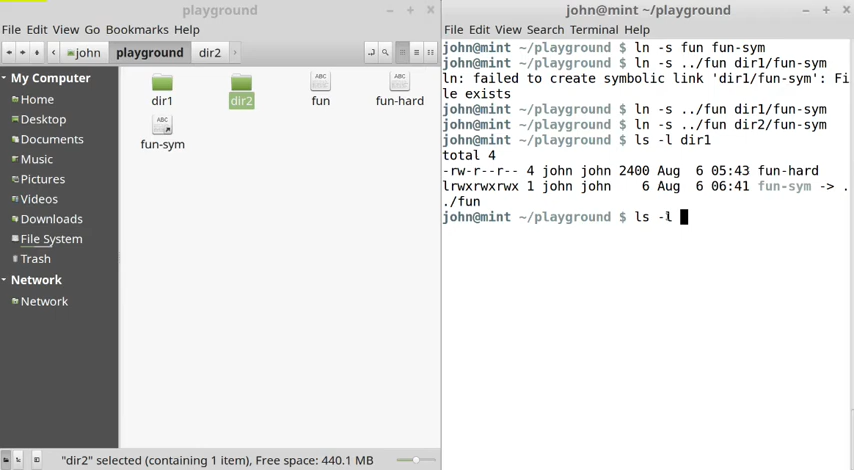 playground
File Edit View Go Bookmarks Help
john playground dir2
My Computer
Home
Desktop
Documents
Music
Pictures
Videos
Downloads
File System
Trash
Network
Network
dir1
dir2
ABC
fun
ABC
fun-hard
ABC
fun-sym
"dir2" selected (containing 1 item), Free space: 440.1 MB
john@mint ~/playground
File Edit View Search Terminal Help
john@mint ~/playground $ ln -s fun fun-sym
john@mint ~/playground $ ln -s ../fun dir1/fun-sym
ln: failed to create symbolic link 'dir1/fun-sym': Fi
le exists
john@mint ~/playground $ ln -s ../fun dir1/fun-sym
john@mint ~/playground $ ln -s ../fun dir2/fun-sym
john@mint ~/playground $ ls -l dir1
total 4
-rw-r--r-- 4 john john 2400 Aug  6 05:43 fun-hard
lrwxrwxrwx 1 john john    6 Aug  6 06:41 fun-sym -> .
./fun
john@mint ~/playground $ ls -l